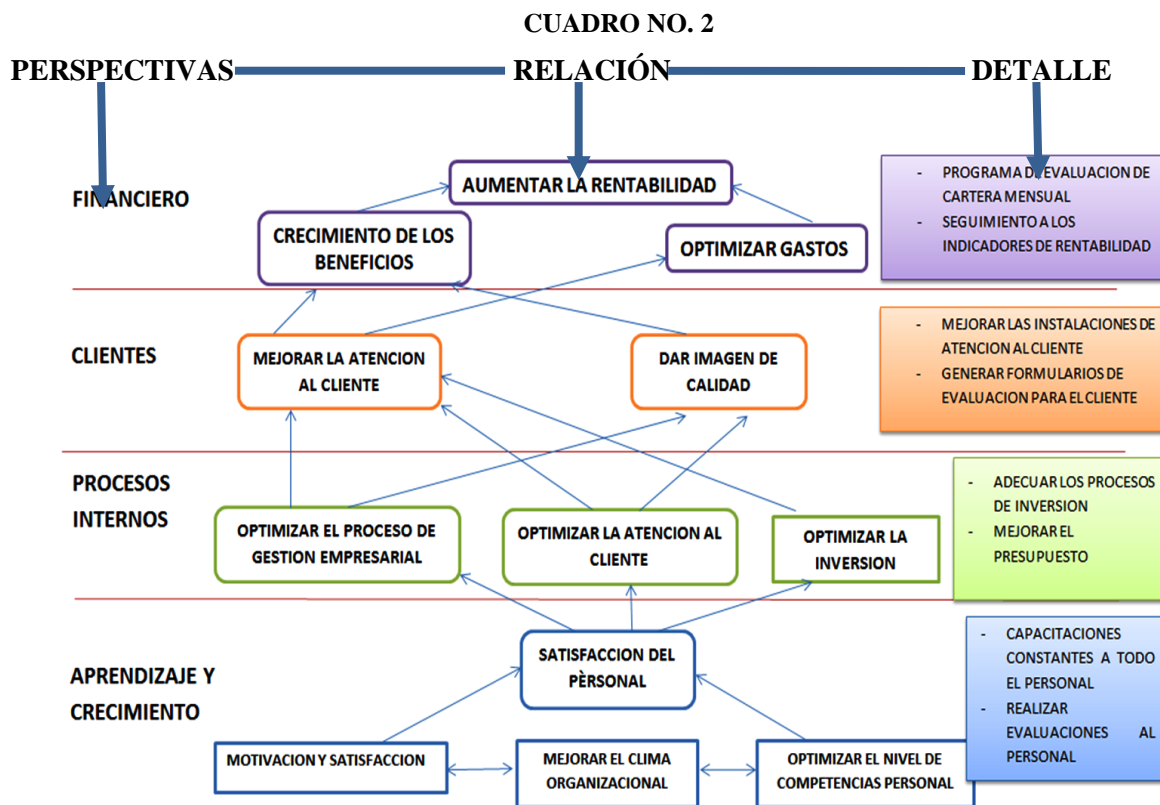 CUADRO NO. 2
PERSPECTIVAS RELACIÓN DETALLE
FINANCIERO
AUMENTAR LA RENTABILIDAD
CRECIMIENTO DE LOS
BENEFICIOS
OPTIMIZAR GASTOS
- PROGRAMA DE EVALUACION DE
CARTERA MENSUAL
- SEGUIMIENTO A LOS
INDICADORES DE RENTABILIDAD
CLIENTES
MEJORAR LA ATENCION
AL CLIENTE
DAR IMAGEN DE
CALIDAD
- MEJORAR LAS INSTALACIONES DE
ATENCION AL CLIENTE
- GENERAR FORMULARIOS DE
EVALUACION PARA EL CLIENTE
PROCESOS
INTERNOS
OPTIMIZAR EL PROCESO DE
GESTION EMPRESARIAL
OPTIMIZAR LA ATENCION AL
CLIENTE
OPTIMIZAR LA
INVERSION
- ADECUAR LOS PROCESOS
DE INVERSION
- MEJORAR EL
PRESUPUESTO
APRENDIZAJE Y
CRECIMIENTO
SATISFACCION DEL
PÈRSONAL
MOTIVACION Y SATISFACCION
MEJORAR EL CLIMA
ORGANIZACIONAL
OPTIMIZAR EL NIVEL DE
COMPETENCIAS PERSONAL
- CAPACITACIONES
CONSTANTES A TODO
EL PERSONAL
- REALIZAR
EVALUACIONES AL
PERSONAL